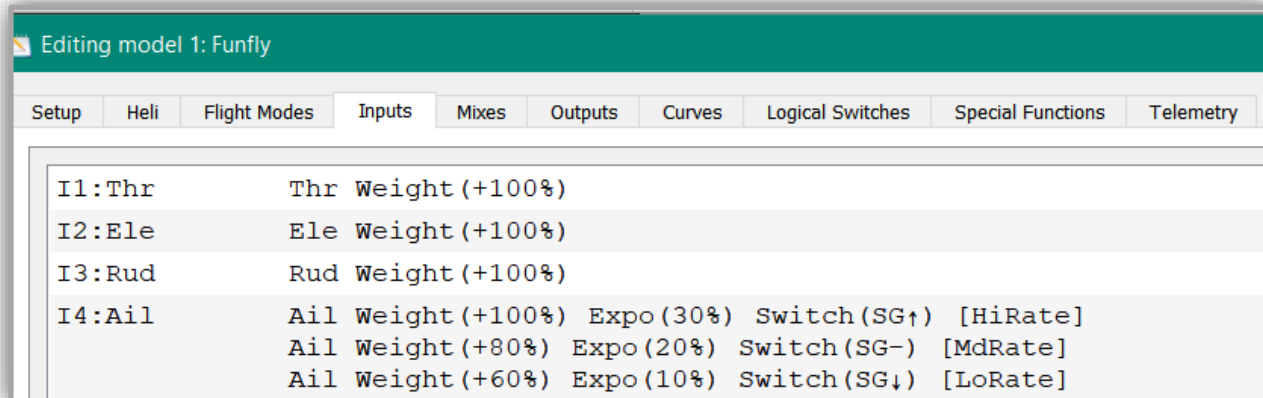 Editing model 1: Funfly
Setup Heli Flight Modes Inputs Mixes Outputs Curves Logical Switches Special Functions Telemetry
I1:Thr Thr Weight(+100%)
I2:Ele Ele Weight(+100%)
I3:Rud Rud Weight(+100%)
I4:Ail Ail Weight(+100%) Expo(30%) Switch(SG↑) [HiRate]
Ail Weight(+80%) Expo(20%) Switch(SG-) [MdRate]
Ail Weight(+60%) Expo(10%) Switch(SG↓) [LoRate]